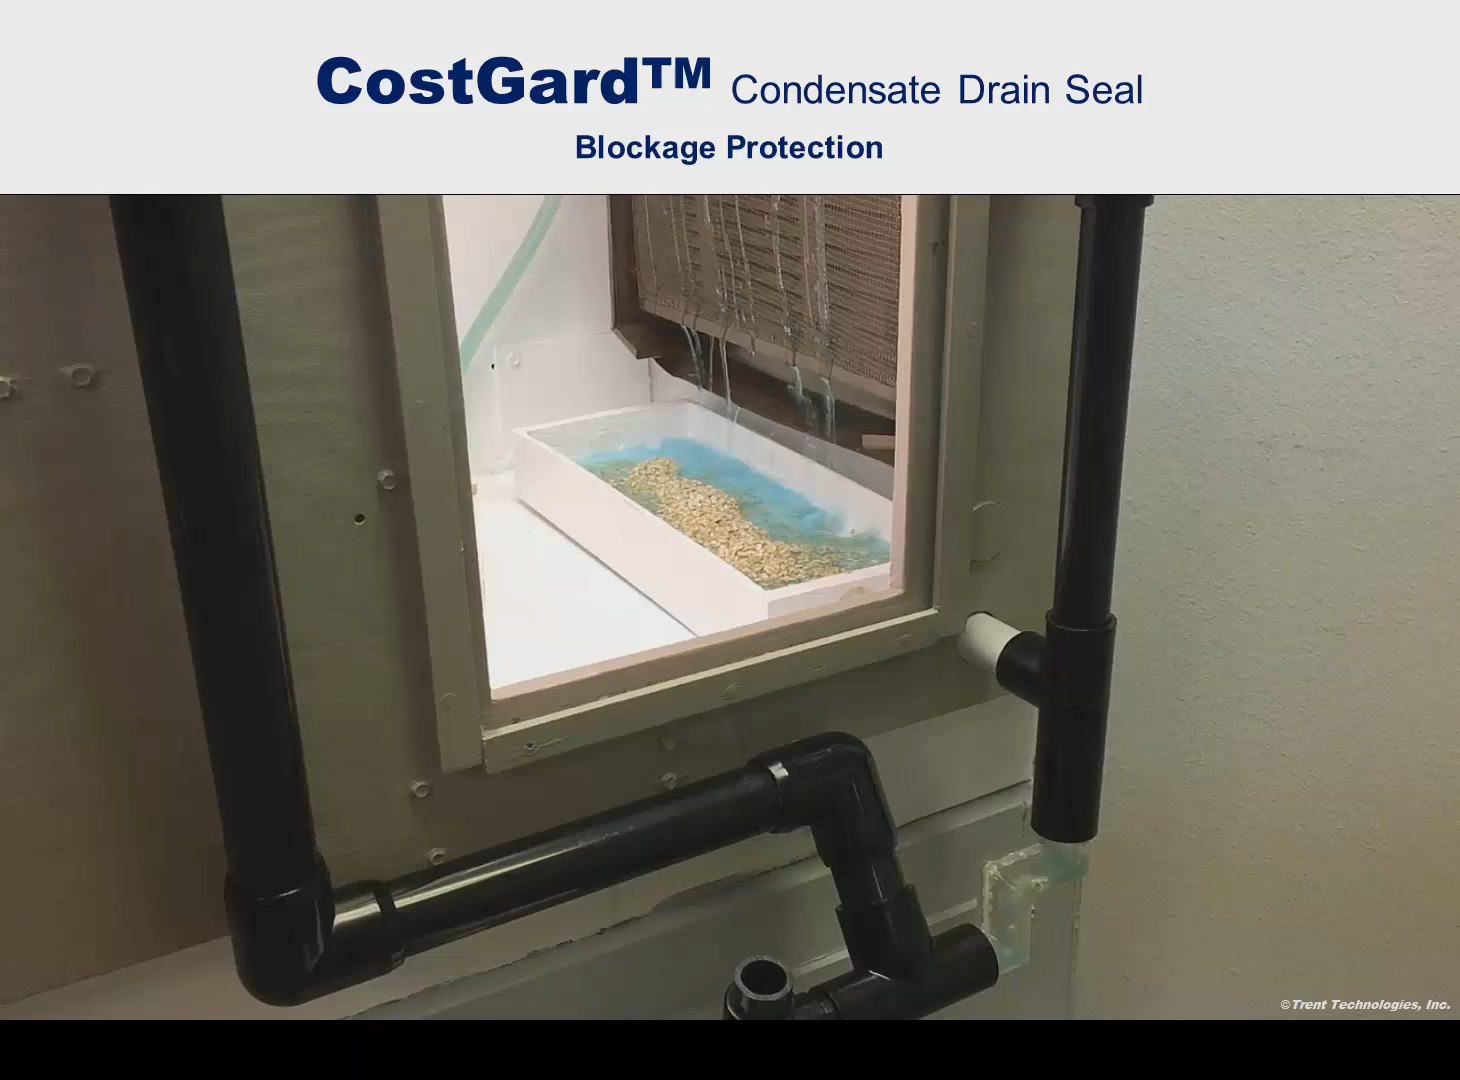 CostGard™ Condensate Drain Seal
Blockage Protection
©Trent Technologies, Inc.